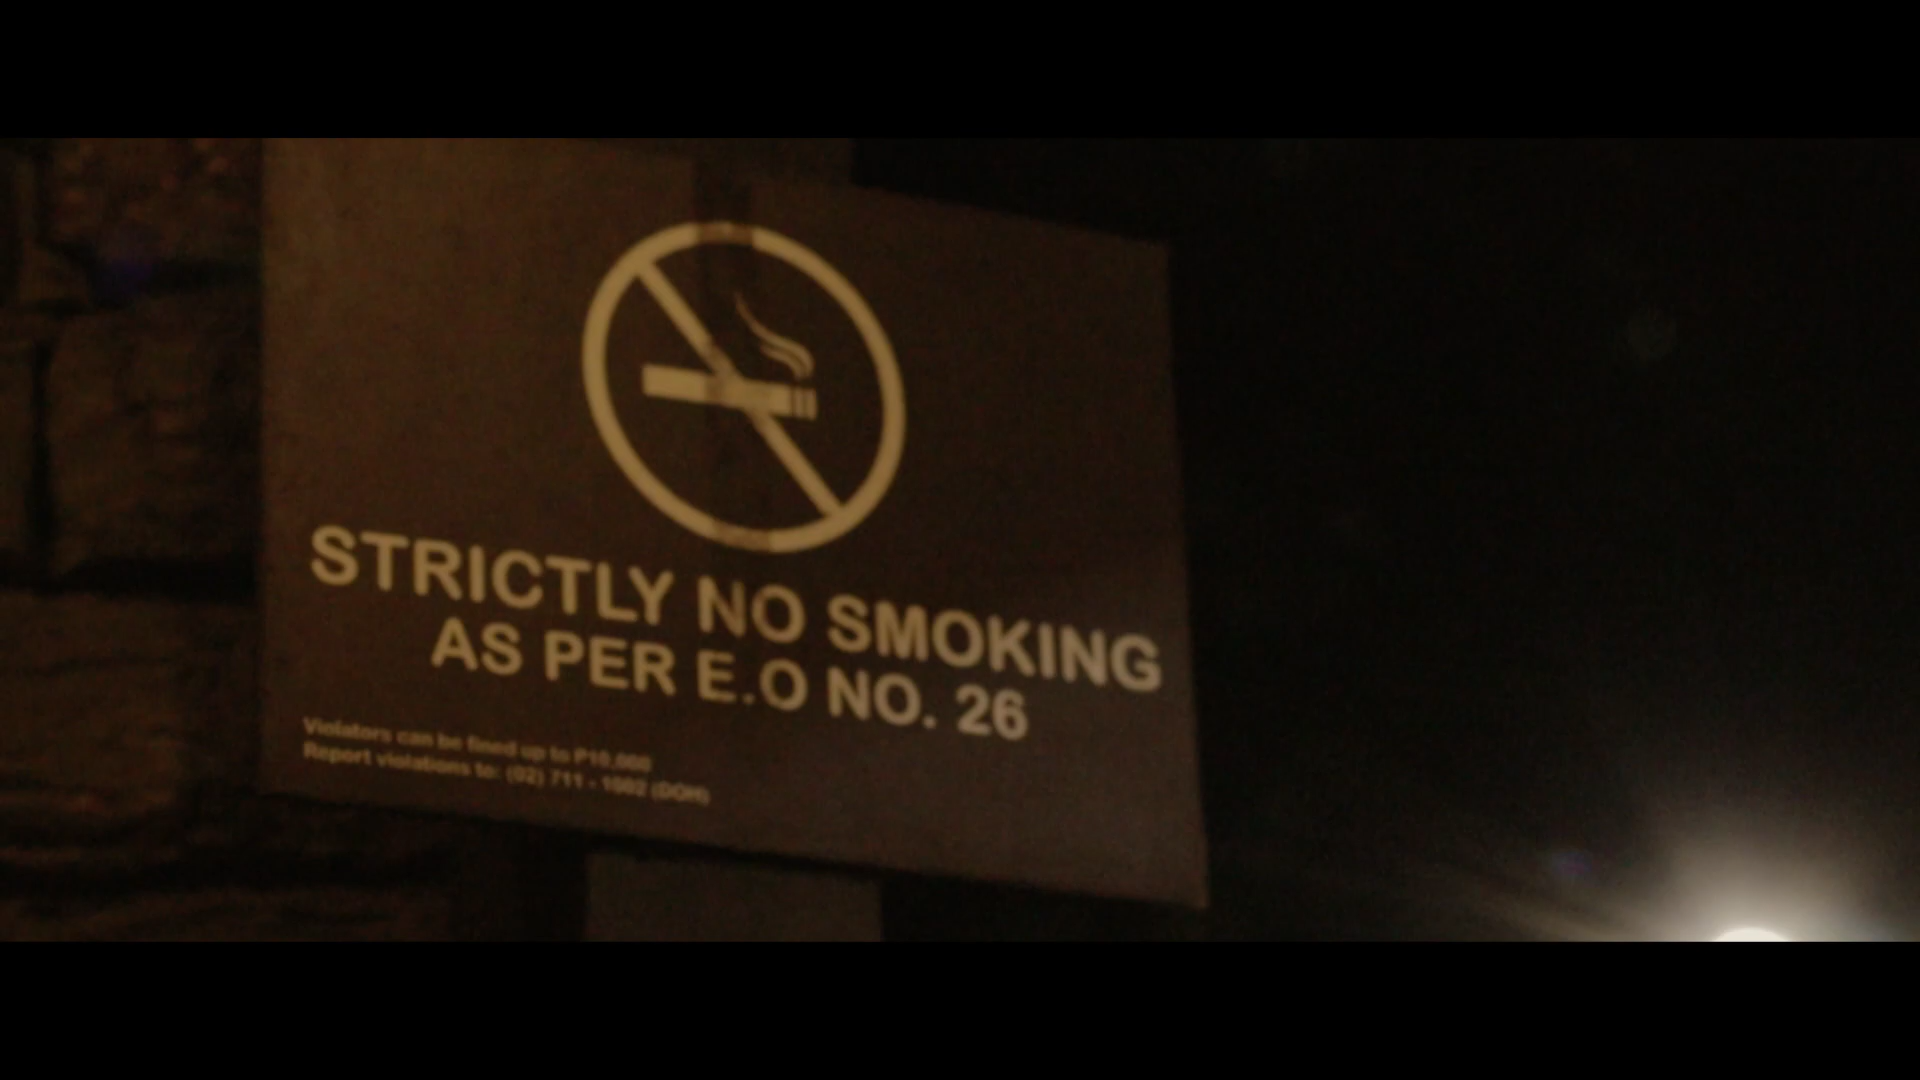 STRICTLY NO SMOKING
AS PER E.O NO. 26
Violators can be fined up to P10,000
Report violations to: (02) 711 - 1002 (DOH)